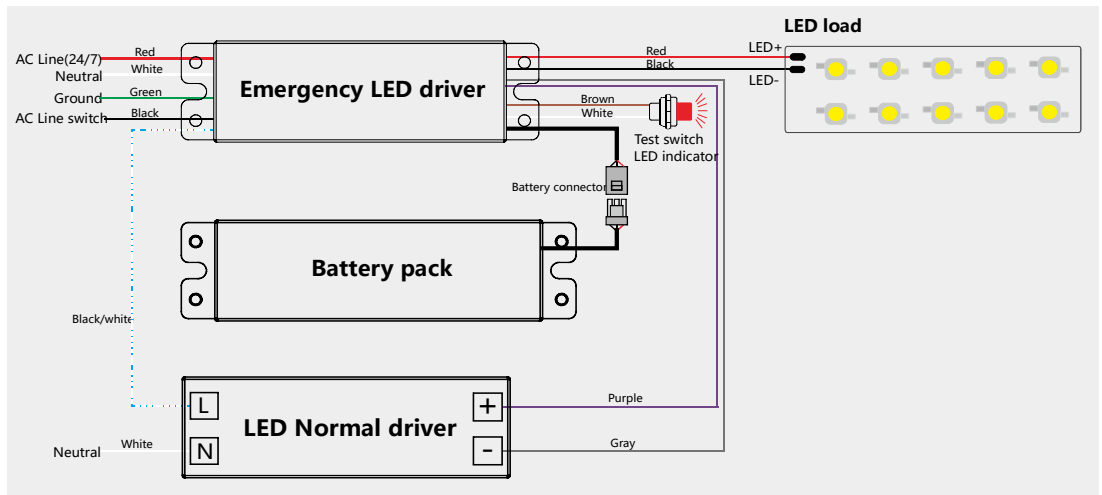 LED load
AC Line(24/7)
Red
Neutral
White
Ground
Green
AC Line switch
Black
Emergency LED driver
Red
Black
LED+
LED-
Brown
White
Test switch
LED indicator
Battery connector
Battery pack
Black/white
L
N
LED Normal driver
+
-
Purple
Gray
Neutral
White